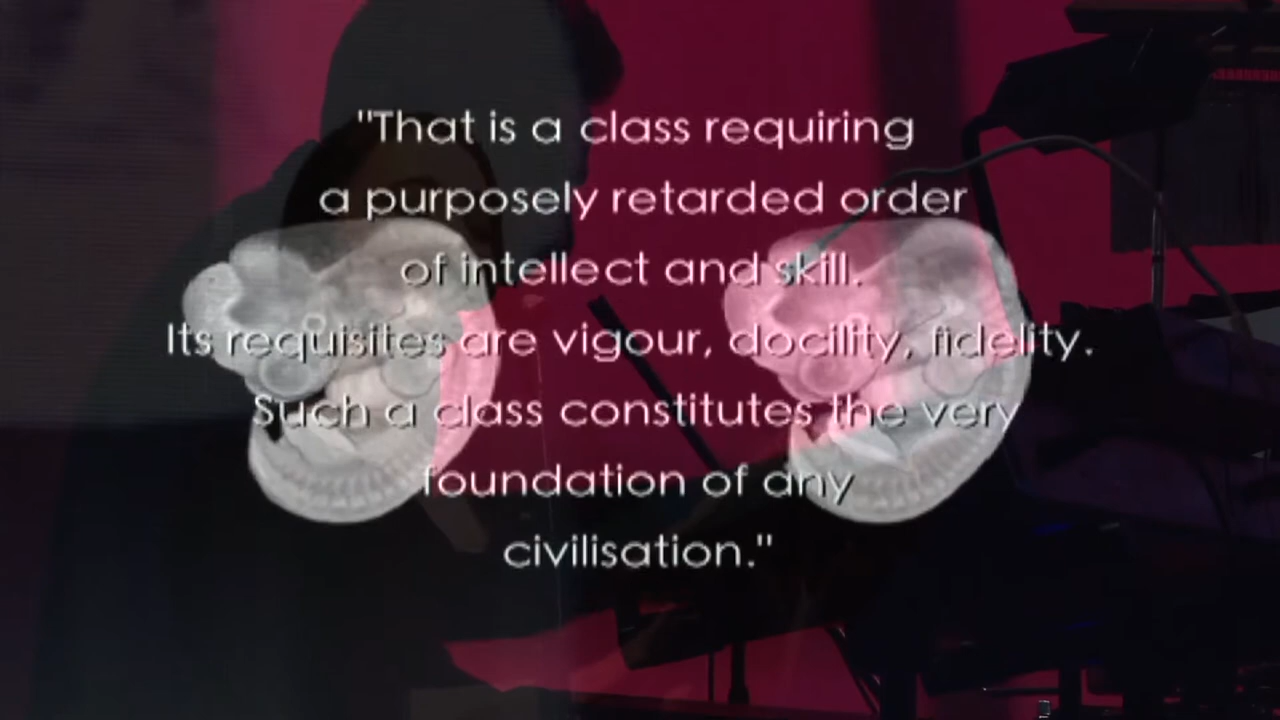 "That is a class requiring
a purposely retarded order
of intellect and skill.
Its requisites are vigour, docility, fidelity.
Such a class constitutes the very
foundation of any
civilisation."